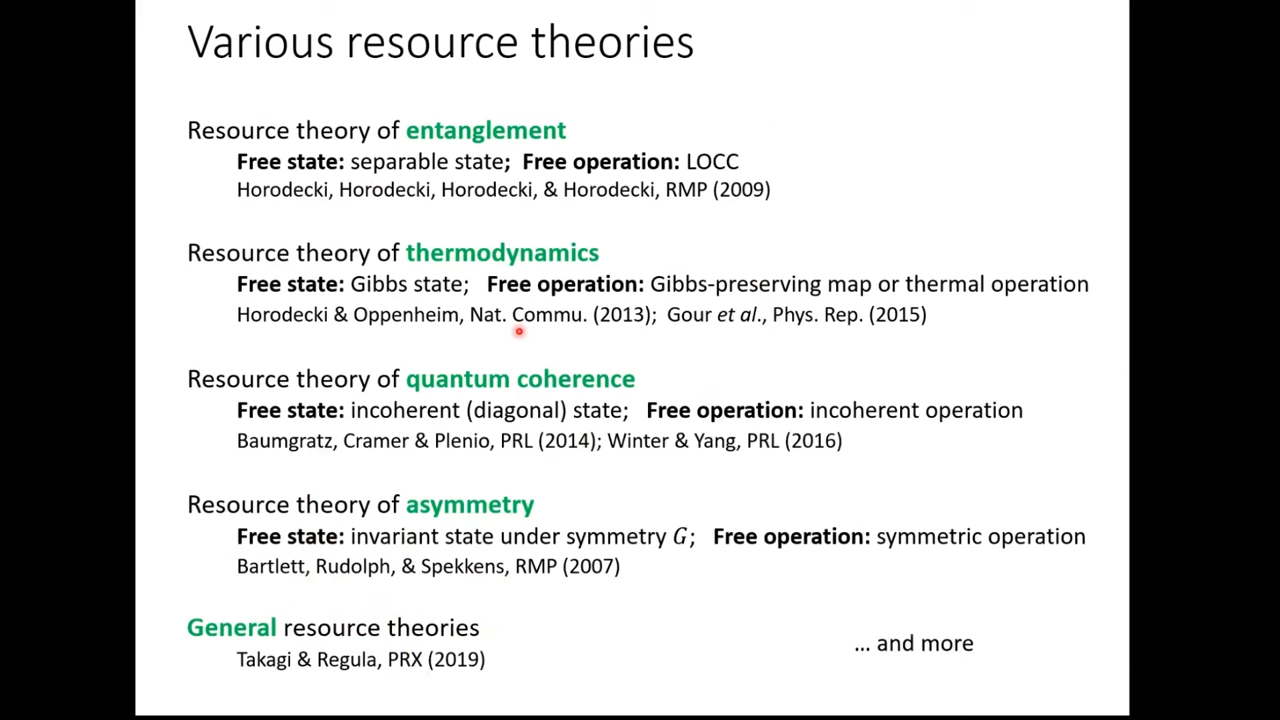 Various resource theories
Resource theory of entanglement
Free state: separable state; Free operation: LOCC
Horodecki, Horodecki, Horodecki, & Horodecki, RMP (2009)
Resource theory of thermodynamics
Free state: Gibbs state; Free operation: Gibbs-preserving map or thermal operation
Horodecki & Oppenheim, Nat. Commu. (2013); Gour et al., Phys. Rep. (2015)
Resource theory of quantum coherence
Free state: incoherent (diagonal) state; Free operation: incoherent operation
Baumgratz, Cramer & Plenio, PRL (2014); Winter & Yang, PRL (2016)
Resource theory of asymmetry
Free state: invariant state under symmetry G; Free operation: symmetric operation
Bartlett, Rudolph, & Spekkens, RMP (2007)
General resource theories
... and more
Takagi & Regula, PRX (2019)